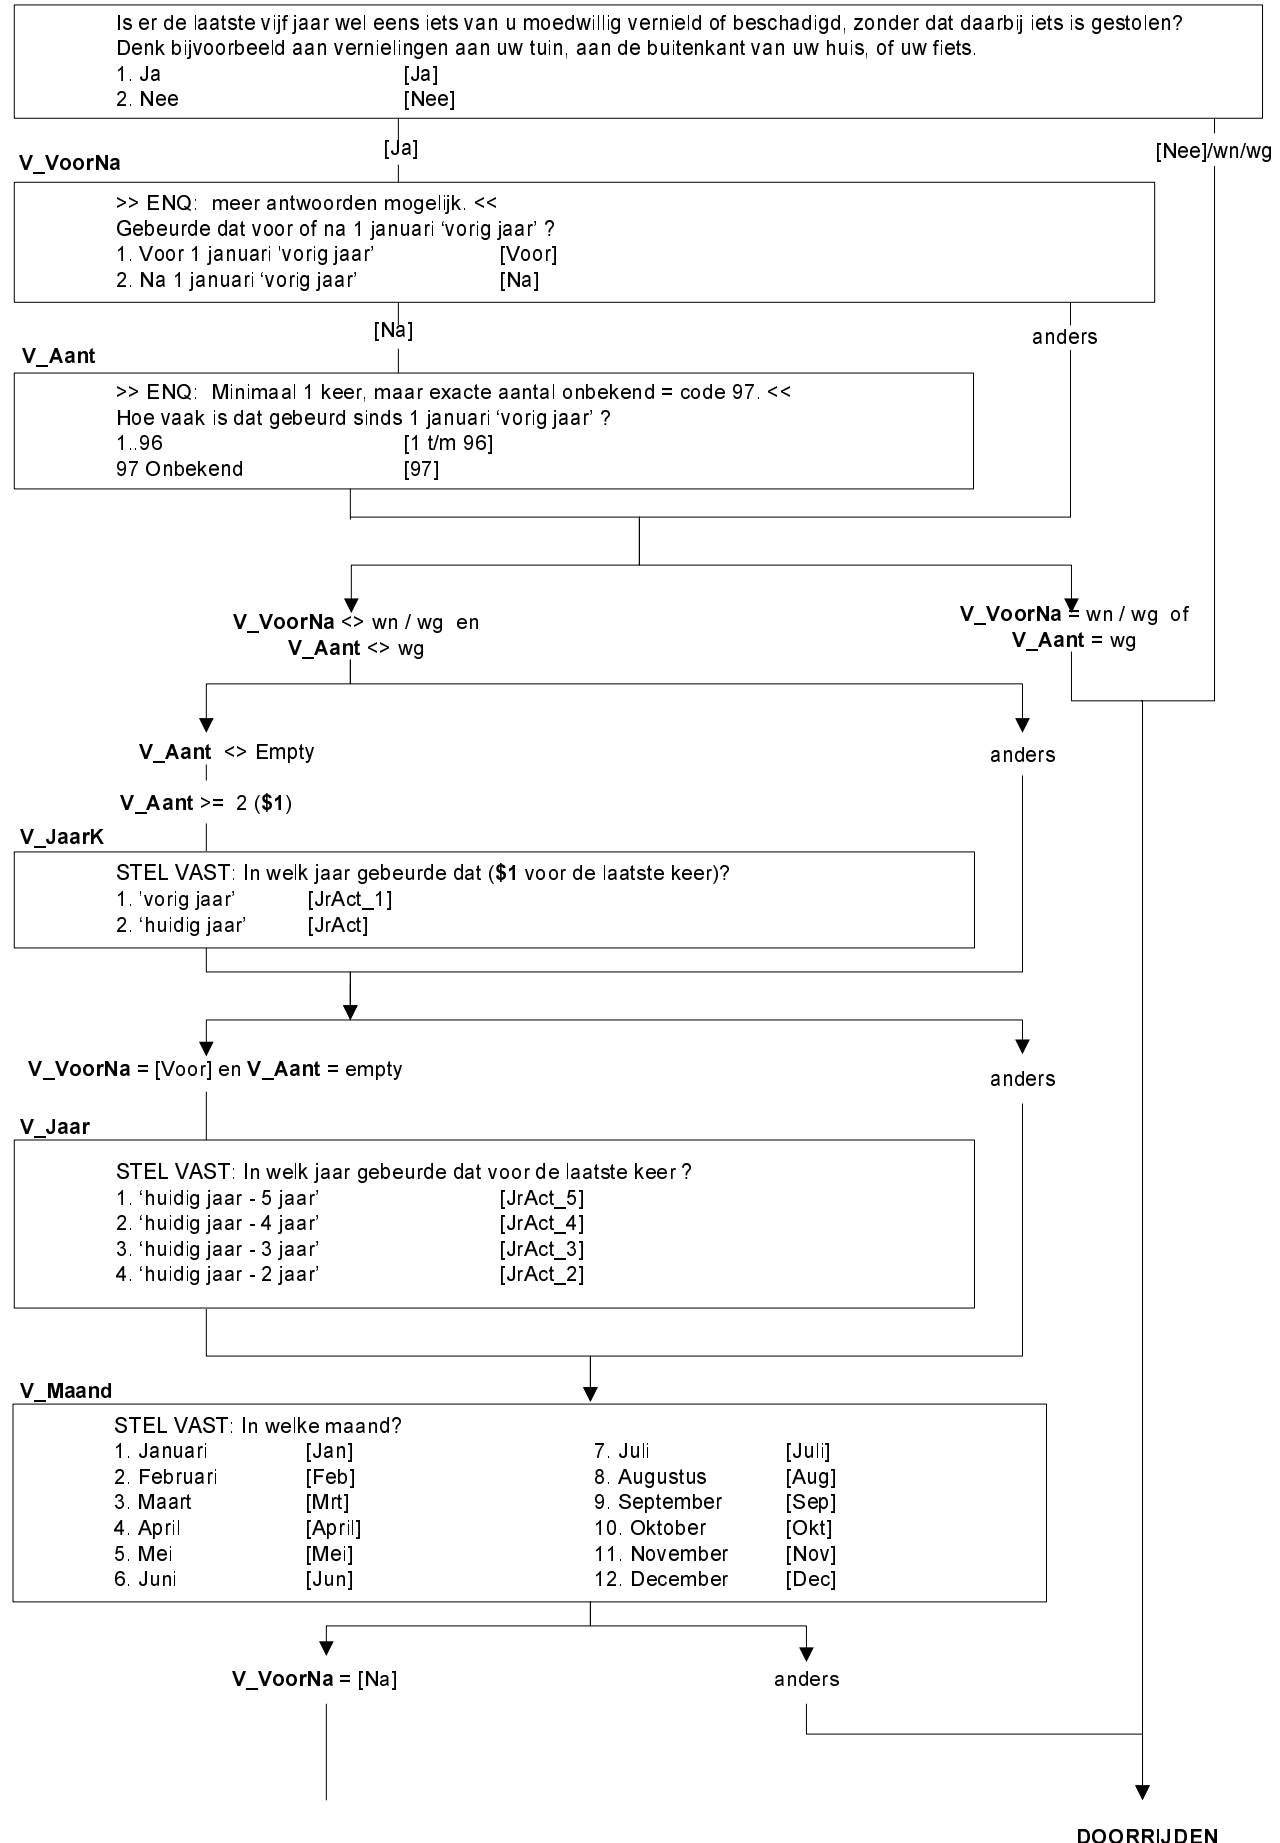 Is er de laatste vijf jaar wel eens iets van u moedwillig vernield of beschadigd, zonder dat daarbij iets is gestolen?
Denk bijvoorbeeld aan vernielingen aan uw tuin, aan de buitenkant van uw huis, of uw fiets.
1. Ja [Ja]
2. Nee [Nee]
[Ja]
[Nee]/wn/wg
V_VoorNa
>> ENQ: meer antwoorden mogelijk. <<
Gebeurde dat voor of na 1 januari ‘vorig jaar’ ?
1. Voor 1 januari ’vorig jaar’ [Voor]
2. Na 1 januari ‘vorig jaar’ [Na]
[Na]
anders
V_Aant
>> ENQ: Minimaal 1 keer, maar exacte aantal onbekend = code 97. <<
Hoe vaak is dat gebeurd sinds 1 januari ‘vorig jaar’ ?
1..96 [1 t/m 96]
97 Onbekend [97]
V_VoorNa <> wn / wg en
V_Aant <> wg
V_VoorNa = wn / wg of
V_Aant = wg
V_Aant <> Empty
anders
V_Aant >= 2 ($1)
V_JaarK
STEL VAST: In welk jaar gebeurde dat ($1 voor de laatste keer)?
1. ’vorig jaar’ [JrAct_1]
2. ‘huidig jaar’ [JrAct]
V_VoorNa = [Voor] en V_Aant = empty
anders
V_Jaar
STEL VAST: In welk jaar gebeurde dat voor de laatste keer ?
1. ‘huidig jaar - 5 jaar’ [JrAct_5]
2. ‘huidig jaar - 4 jaar’ [JrAct_4]
3. ‘huidig jaar - 3 jaar’ [JrAct_3]
4. ‘huidig jaar - 2 jaar’ [JrAct_2]
V_Maand
STEL VAST: In welke maand?
1. Januari [Jan] 7. Juli [Juli]
2. Februari [Feb] 8. Augustus [Aug]
3. Maart [Mrt] 9. September [Sep]
4. April [April] 10. Oktober [Okt]
5. Mei [Mei] 11. November [Nov]
6. Juni [Jun] 12. December [Dec]
V_VoorNa = [Na]
anders
DOORRIJDEN